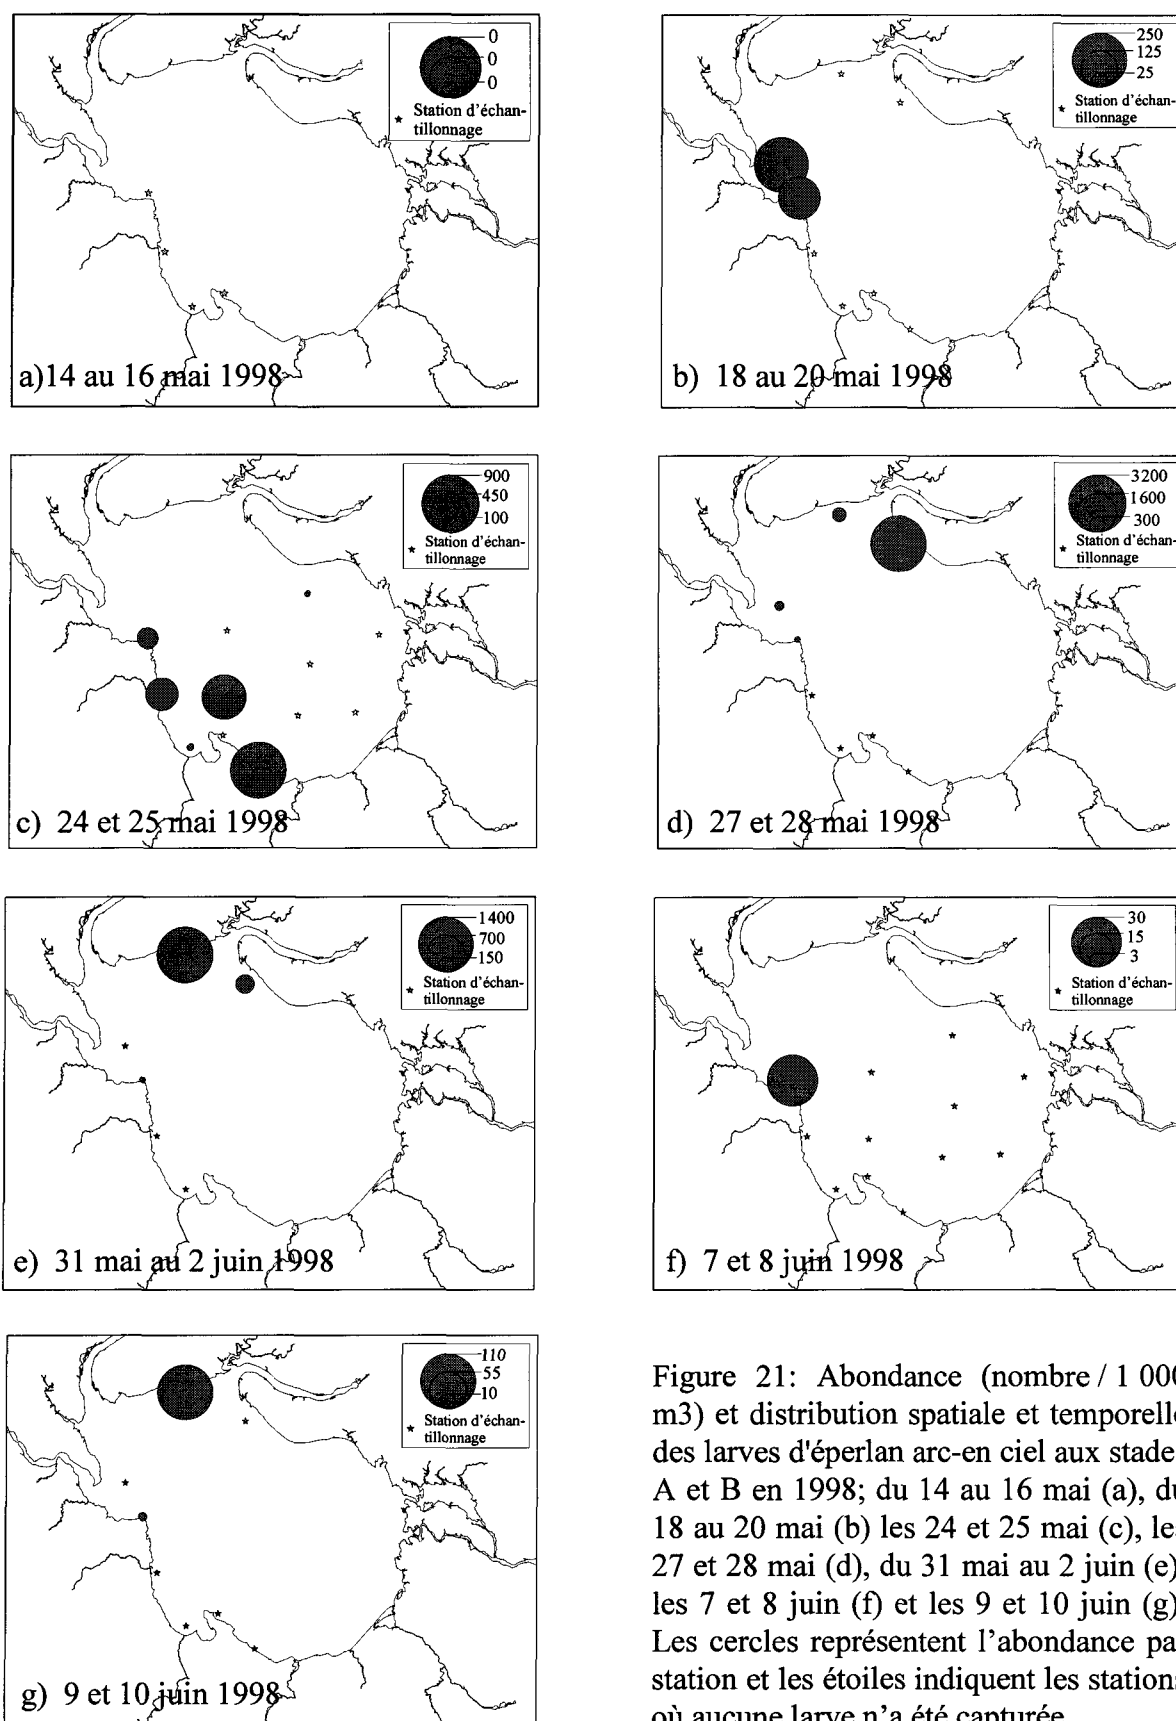 0
0
0
Station d'échan-
tillonnage
a)14 au 16 mai 1998
250
125
25
Station d'échan-
tillonnage
b) 18 au 20 mai 1998
900
450
100
Station d'échan-
tillonnage
c) 24 et 25 mai 1998
3200
1600
300
Station d'échan-
tillonnage
d) 27 et 28 mai 1998
1400
700
150
Station d'échan-
tillonnage
e) 31 mai au 2 juin 1998
30
15
3
Station d'échan-
tillonnage
f) 7 et 8 juin 1998
110
55
10
Station d'échan-
tillonnage
g) 9 et 10 juin 1998
Figure 21: Abondance (nombre / 1 000
m3) et distribution spatiale et temporelle
des larves d'éperlan arc-en ciel aux stade
A et B en 1998; du 14 au 16 mai (a), du
18 au 20 mai (b) les 24 et 25 mai (c), les
27 et 28 mai (d), du 31 mai au 2 juin (e)
les 7 et 8 juin (f) et les 9 et 10 juin (g)
Les cercles représentent l'abondance pa
station et les étoiles indiquent les stations
où aucune larve n'a été capturée